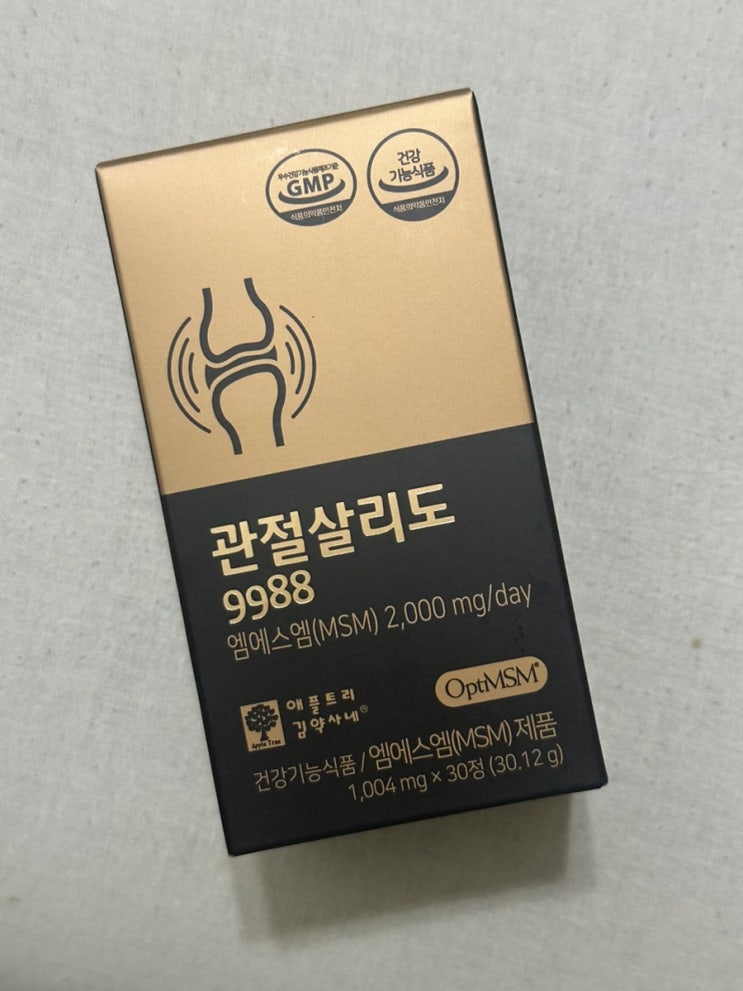 우수건강기능식품제조기준
GMP
식품의약품안전처
건강
기능식품
식품의약품안전처
관절살리도
9988
엠에스엠(MSM) 2,000 mg/day
OptiMSM®
애플트리
김약사네®
Apple Tree
건강기능식품 / 엠에스엠(MSM) 제품
1,004 mg × 30정 (30.12 g)